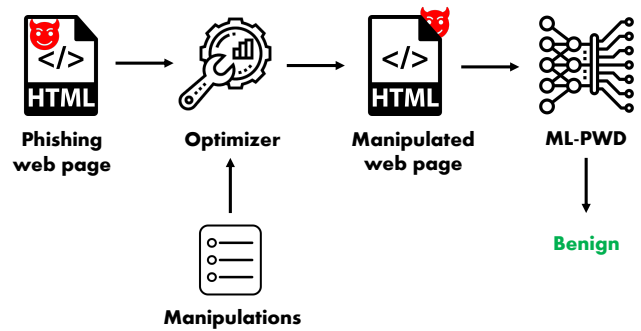 </>
HTML
Phishing
web page
Optimizer
</>
HTML
Manipulated
web page
ML-PWD
Benign
Manipulations